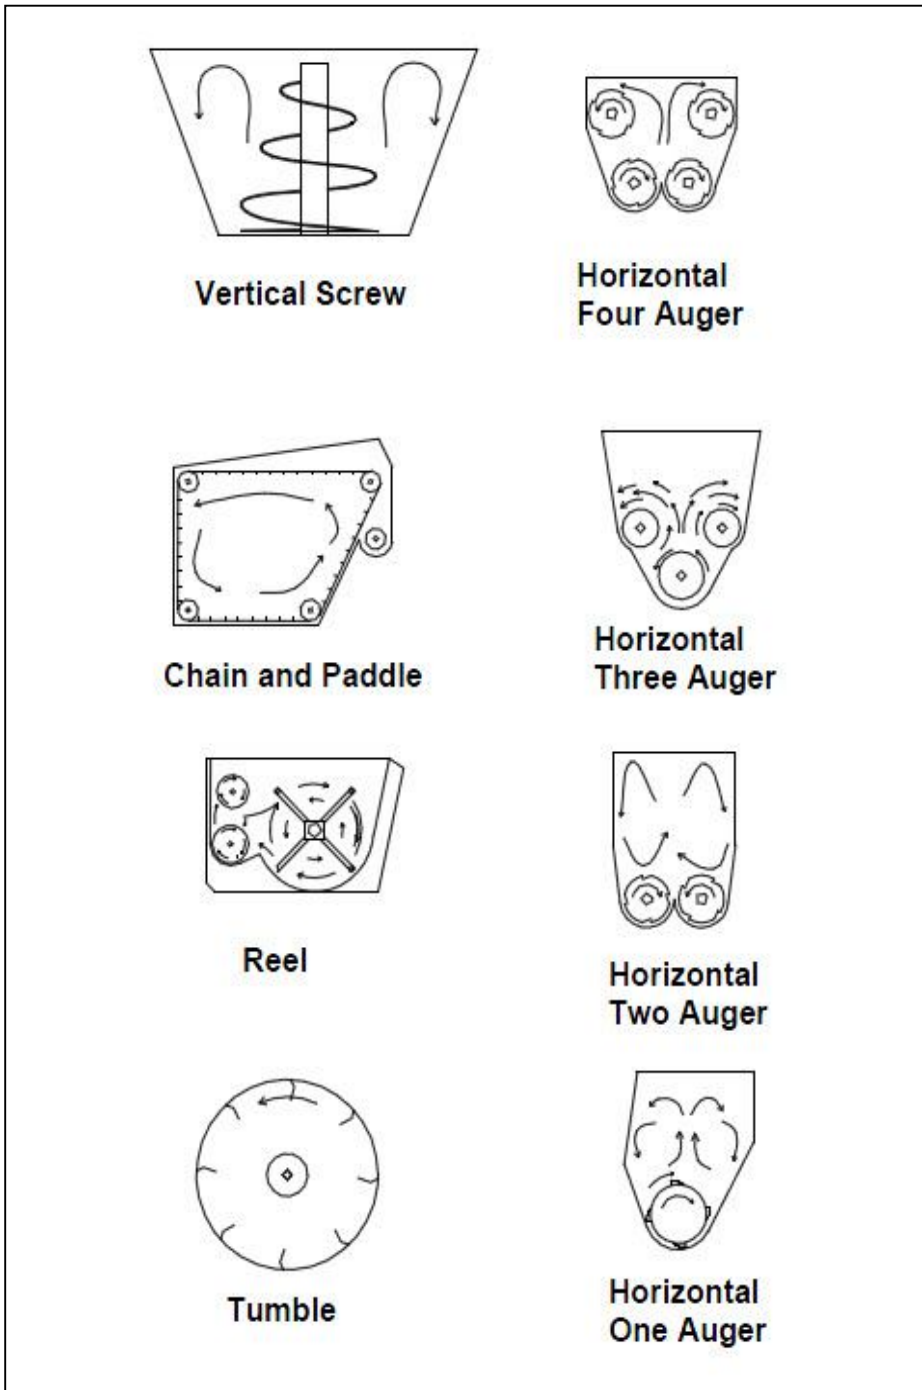 Vertical Screw
Horizontal
Four Auger
Chain and Paddle
Horizontal
Three Auger
Reel
Horizontal
Two Auger
Tumble
Horizontal
One Auger